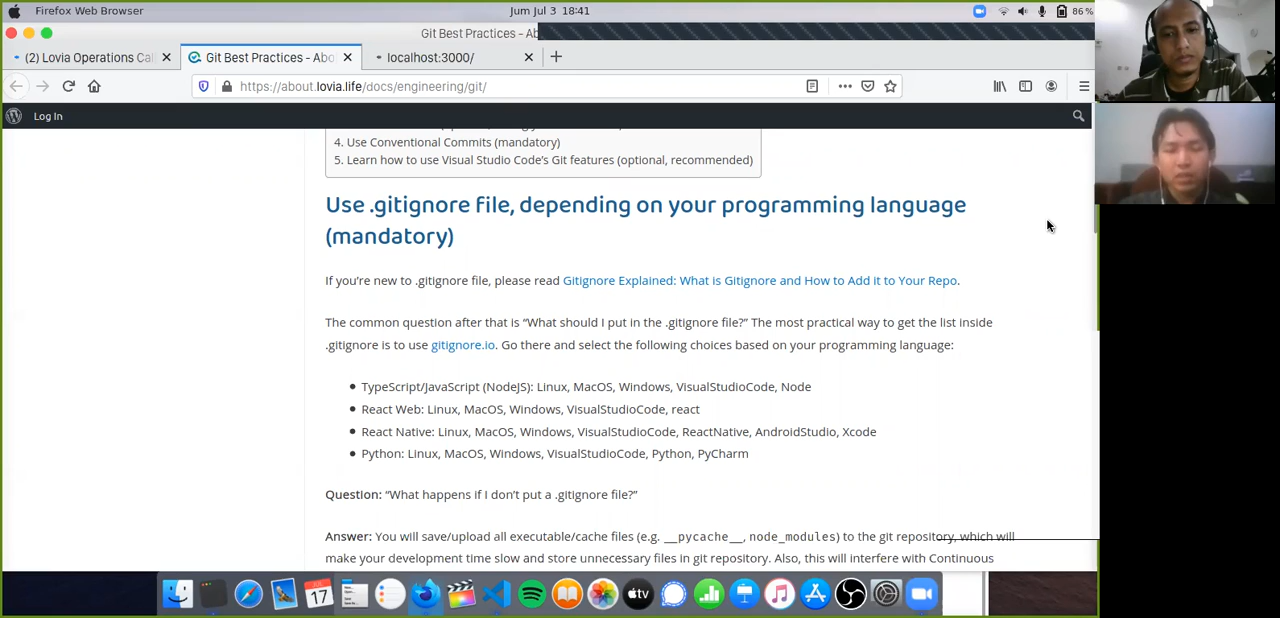 Firefox Web Browser
Jum Jul 3 18:41
86 %
Git Best Practices - Ab
(2) Lovia Operations Cal
Git Best Practices - Abo
localhost:3000/
https://about.lovia.life/docs/engineering/git/
Log In
4. Use Conventional Commits (mandatory)
5. Learn how to use Visual Studio Code's Git features (optional, recommended)
Use .gitignore file, depending on your programming language
(mandatory)
If you're new to .gitignore file, please read Gitignore Explained: What is Gitignore and How to Add it to Your Repo.
The common question after that is “What should I put in the .gitignore file?” The most practical way to get the list inside
.gitignore is to use gitignore.io. Go there and select the following choices based on your programming language:
• TypeScript/JavaScript (NodeJS): Linux, MacOS, Windows, VisualStudioCode, Node
• React Web: Linux, MacOS, Windows, VisualStudioCode, react
• React Native: Linux, MacOS, Windows, VisualStudioCode, ReactNative, AndroidStudio, Xcode
• Python: Linux, MacOS, Windows, VisualStudioCode, Python, PyCharm
Question: “What happens if I don't put a .gitignore file?”
Answer: You will save/upload all executable/cache files (e.g. __pycache__, node_modules) to the git repository, which will
make your development time slow and store unnecessary files in git repository. Also, this will interfere with Continuous
JUL
17
tv